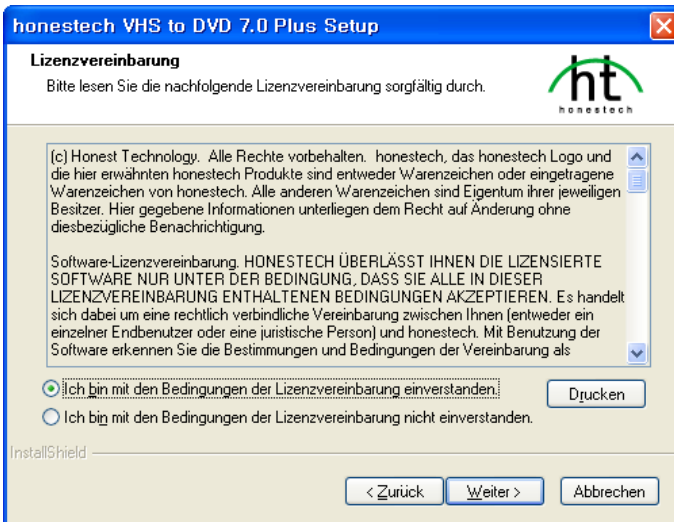 honestech VHS to DVD 7.0 Plus Setup
Lizenzvereinbarung
Bitte lesen Sie die nachfolgende Lizenzvereinbarung sorgfältig durch.
ht
honestech
(c) Honest Technology. Alle Rechte vorbehalten. honestech, das honestech Logo und
die hier erwähnten honestech Produkte sind entweder Warenzeichen oder eingetragene
Warenzeichen von honestech. Alle anderen Warenzeichen sind Eigentum ihrer jeweiligen
Besitzer. Hier gegebene Informationen unterliegen dem Recht auf Änderung ohne
diesbezügliche Benachrichtigung.
Software-Lizenzvereinbarung. HONESTECH ÜBERLÄSST IHNEN DIE LIZENSIERTE
SOFTWARE NUR UNTER DER BEDINGUNG, DASS SIE ALLE IN DIESER
LIZENZVEREINBARUNG ENTHALTENEN BEDINGUNGEN AKZEPTIEREN. Es handelt
sich dabei um eine rechtlich verbindliche Vereinbarung zwischen Ihnen (entweder ein
einzelner Endbenutzer oder eine juristische Person) und honestech. Mit Benutzung der
Software erkennen Sie die Bestimmungen und Bedingungen der Vereinbarung als
Ich bin mit den Bedingungen der Lizenzvereinbarung einverstanden.
Drucken
Ich bin mit den Bedingungen der Lizenzvereinbarung nicht einverstanden.
InstallShield
< Zurück Weiter > Abbrechen